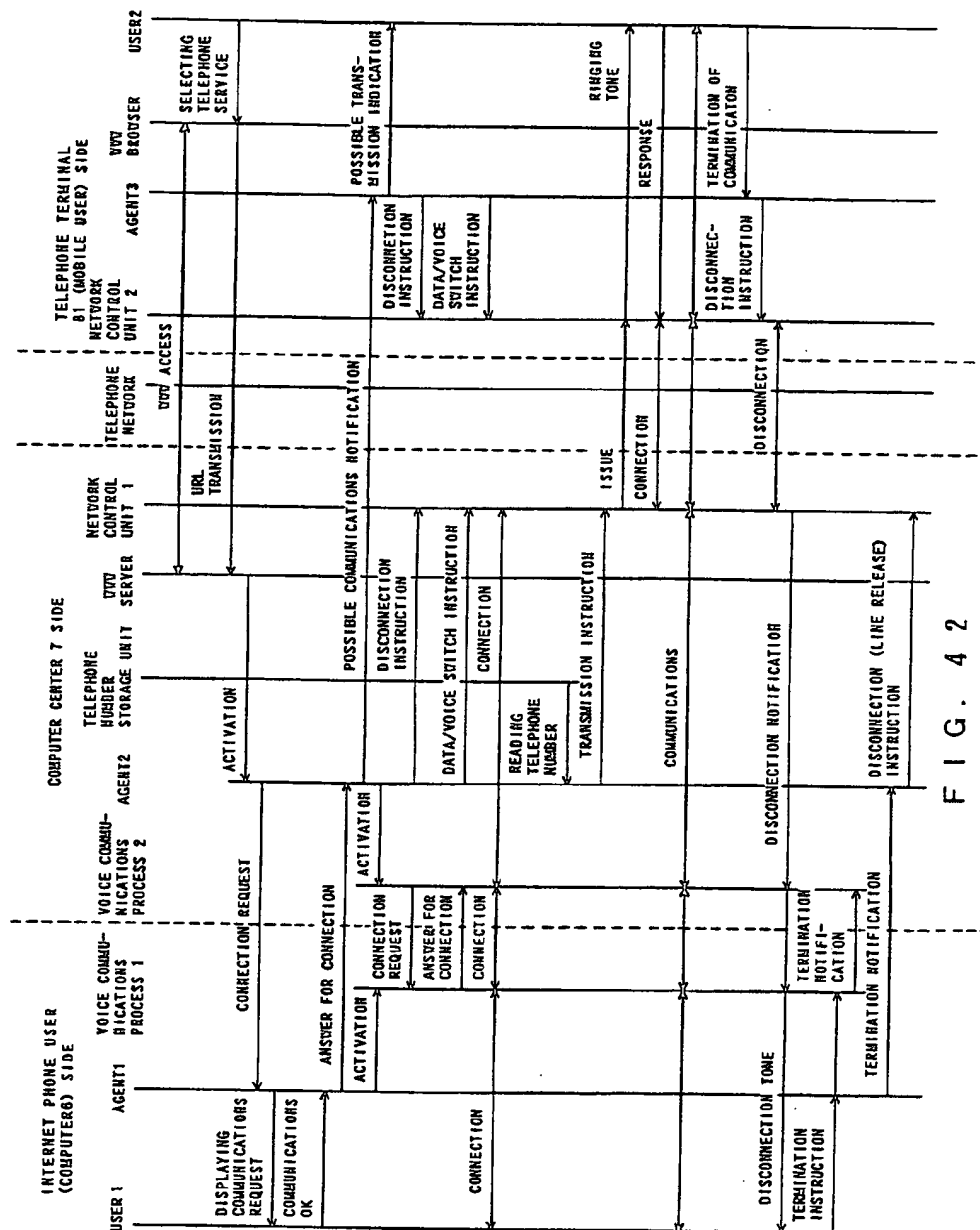 INTERNET PHONE USER
(COMPUTER6) SIDE
COMPUTER CENTER 7 SIDE
TELEPHONE TERMINAL
81 (MOBILE USER) SIDE
USER 1
AGENT1
VOICE COMMU-
NICATIONS
PROCESS 1
VOICE COMMU-
NICATIONS
PROCESS 2
AGENT2
TELEPHONE
NUMBER
STORAGE UNIT
WWW
SERVER
NETWORK
CONTROL
UNIT 1
TELEPHONE
NETWORK
NETWORK
CONTROL
UNIT 2
AGENT3
WWW
BROUSER
USER2
WWW ACCESS
SELECTING
TELEPHONE
SERVICE
URL
TRANSMISSION
ACTIVATION
CONNECTION REQUEST
DISPLAYING
COMMUNICATIONS
REQUEST
COMMUNICATIONS
OK
ANSWER FOR CONNECTION
POSSIBLE COMMUNICATIONS NOTIFICATION
POSSIBLE TRANS-
MISSION INDICATION
ACTIVATION
ACTIVATION
CONNECTION
REQUEST
ANSWER FOR
CONNECTION
CONNECTION
DISCONNECTION
INSTRUCTION
DATA/VOICE SWITCH INSTRUCTION
CONNECTION
DISCONNETION
INSTRUCTION
DATA/VOICE
SWITCH
INSTRUCTION
CONNECTION
READING
TELEPHONE
NUMBER
TRANSMISSION INSTRUCTION
ISSUE
RINGING
TONE
CONNECTION
RESPONSE
COMMUNICATIONS
TERMINATION OF
COMMUNICATON
DISCONNEC-
TION
INSTRUCTION
DISCONNECTION
DISCONNECTION NOTIFICATION
DISCONNECTION TONE
TERMINATION
INSTRUCTION
TERMINATION
NOTIFI-
CATION
TERMINATION NOTIFICATION
DISCONNECTION (LINE RELEASE)
INSTRUCTION
FIG. 42